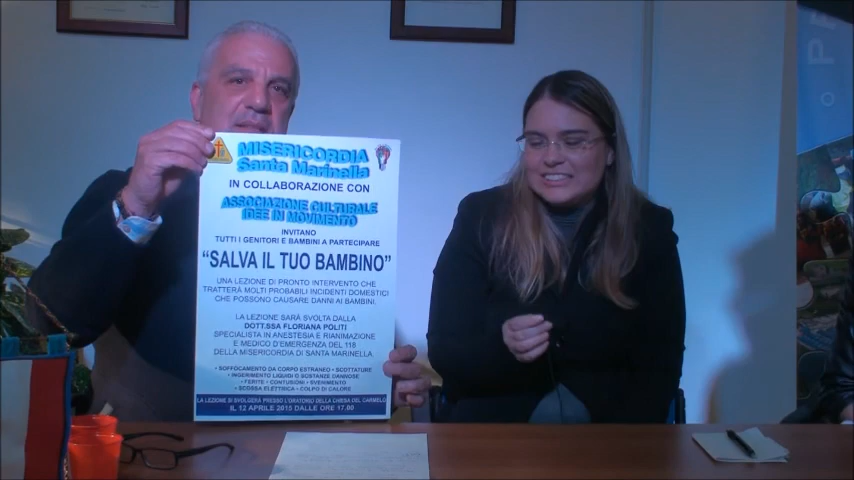 MISERICORDIA
Santa Marinella
IN COLLABORAZIONE CON
ASSOCIAZIONE CULTURALE
IDEE IN MOVIMENTO
INVITANO
TUTTI I GENITORI E BAMBINI A PARTECIPARE
“SALVA IL TUO BAMBINO”
UNA LEZIONE DI PRONTO INTERVENTO CHE
TRATTERÀ MOLTI PROBABILI INCIDENTI DOMESTICI
CHE POSSONO CAUSARE DANNI AI BAMBINI.
LA LEZIONE SARÀ SVOLTA DALLA
DOTT.SSA FLORIANA POLITI
SPECIALISTA IN ANESTESIA E RIANIMAZIONE
E MEDICO D'EMERGENZA DEL 118
DELLA MISERICORDIA DI SANTA MARINELLA.
• SOFFOCAMENTO DA CORPO ESTRANEO • SCOTTATURE
• INGERIMENTO LIQUIDI O SOSTANZE DANNOSE
• FERITE • CONTUSIONI • SVENIMENTO
• SCOSSA ELETTRICA • COLPO DI CALORE
LA LEZIONE SI SVOLGERÀ PRESSO L'ORATORIO DELLA CHIESA DEL CARMELO
IL 12 APRILE 2015 DALLE ORE 17.00